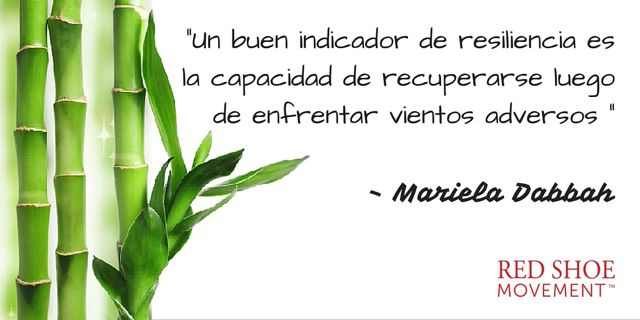 "Un buen indicador de resiliencia es
la capacidad de recuperarse luego
de enfrentar vientos adversos "
~ Mariela Dabbah
RED SHOE
MOVEMENT™